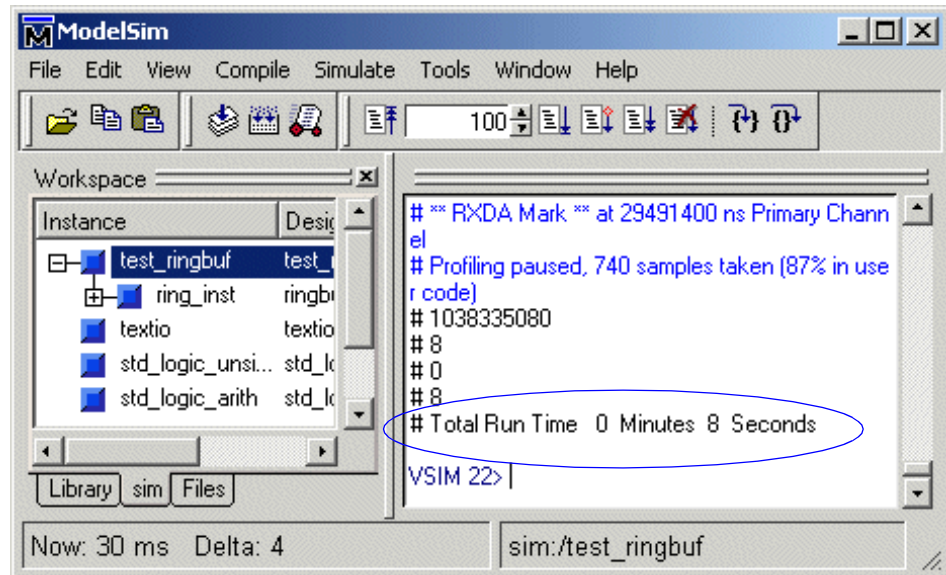 ModelSim
File Edit View Compile Simulate Tools Window Help
100
Workspace
Instance Desig
test_ringbuf test_
ring_inst ringb
textio textio
std_logic_unsi... std_lo
std_logic_arith std_lo
Library sim Files
# ** RXDA Mark ** at 29491400 ns Primary Chann
el
# Profiling paused, 740 samples taken (87% in use
r code)
# 1038335080
# 8
# 0
# 8
# Total Run Time 0 Minutes 8 Seconds
VSIM 22>
Now: 30 ms Delta: 4
sim:/test_ringbuf